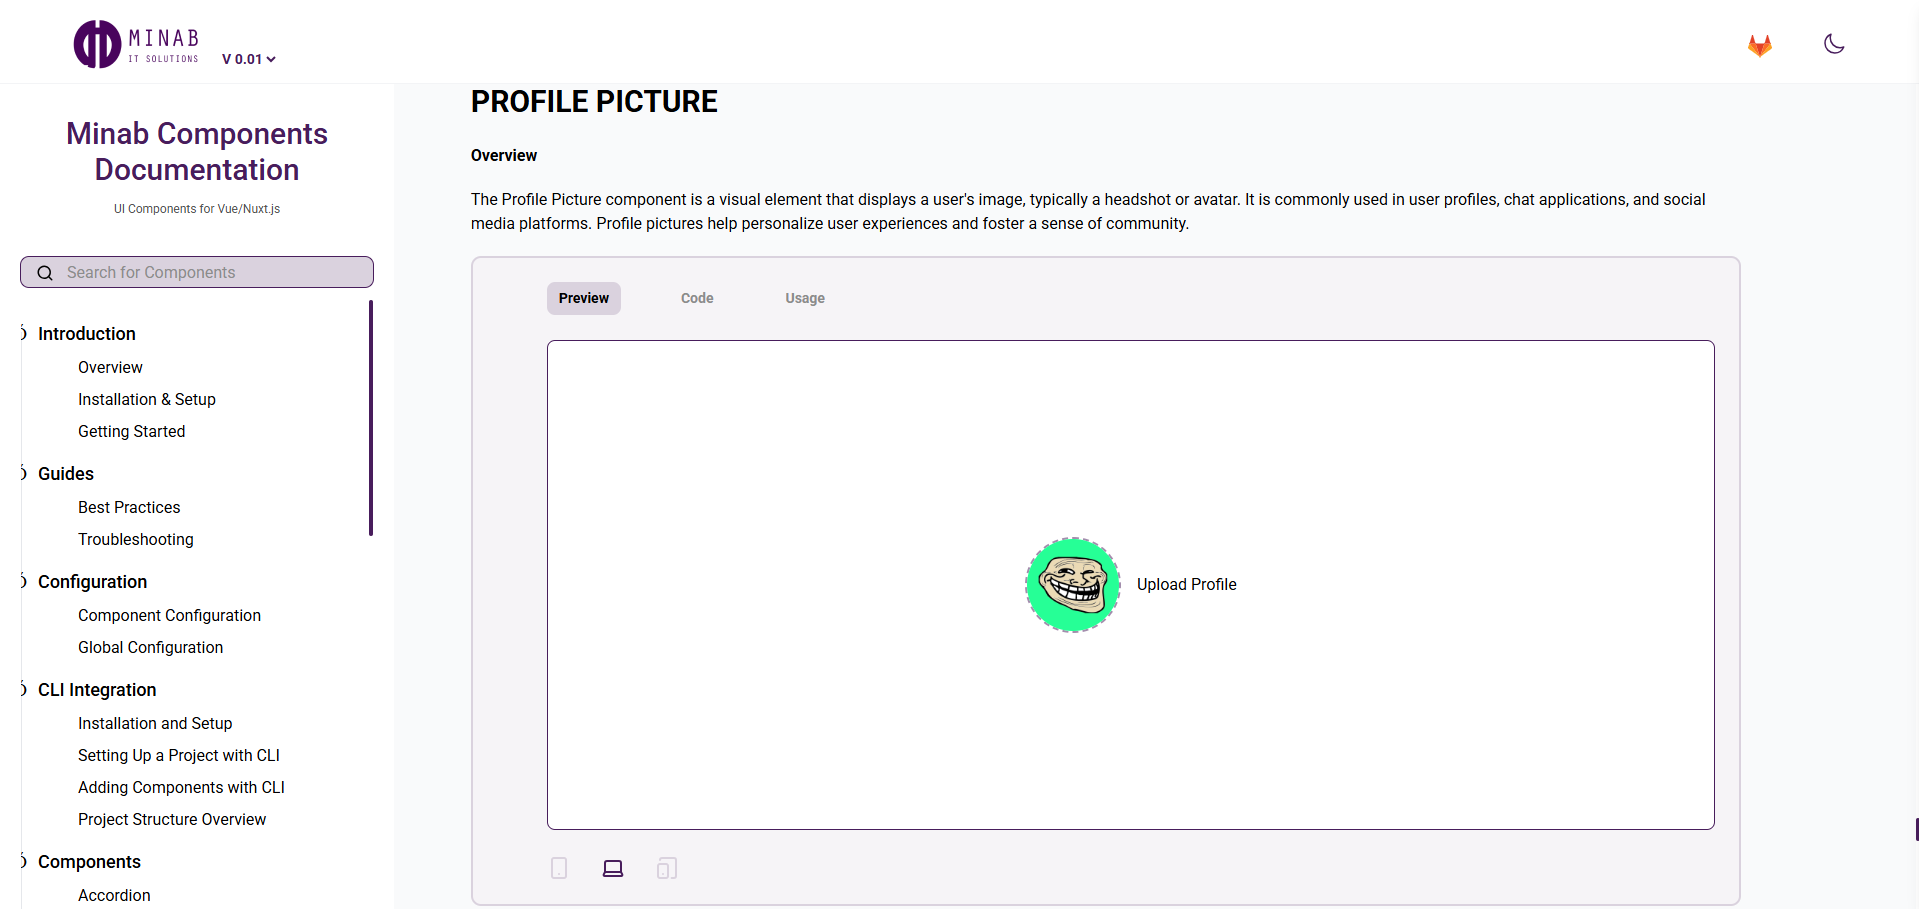 MINAB
IT SOLUTIONS
V 0.01
Minab Components
Documentation
UI Components for Vue/Nuxt.js
Search for Components
Introduction
Overview
Installation & Setup
Getting Started
Guides
Best Practices
Troubleshooting
Configuration
Component Configuration
Global Configuration
CLI Integration
Installation and Setup
Setting Up a Project with CLI
Adding Components with CLI
Project Structure Overview
Components
Accordion
PROFILE PICTURE
Overview
The Profile Picture component is a visual element that displays a user's image, typically a headshot or avatar. It is commonly used in user profiles, chat applications, and social
media platforms. Profile pictures help personalize user experiences and foster a sense of community.
Preview
Code
Usage
Upload Profile